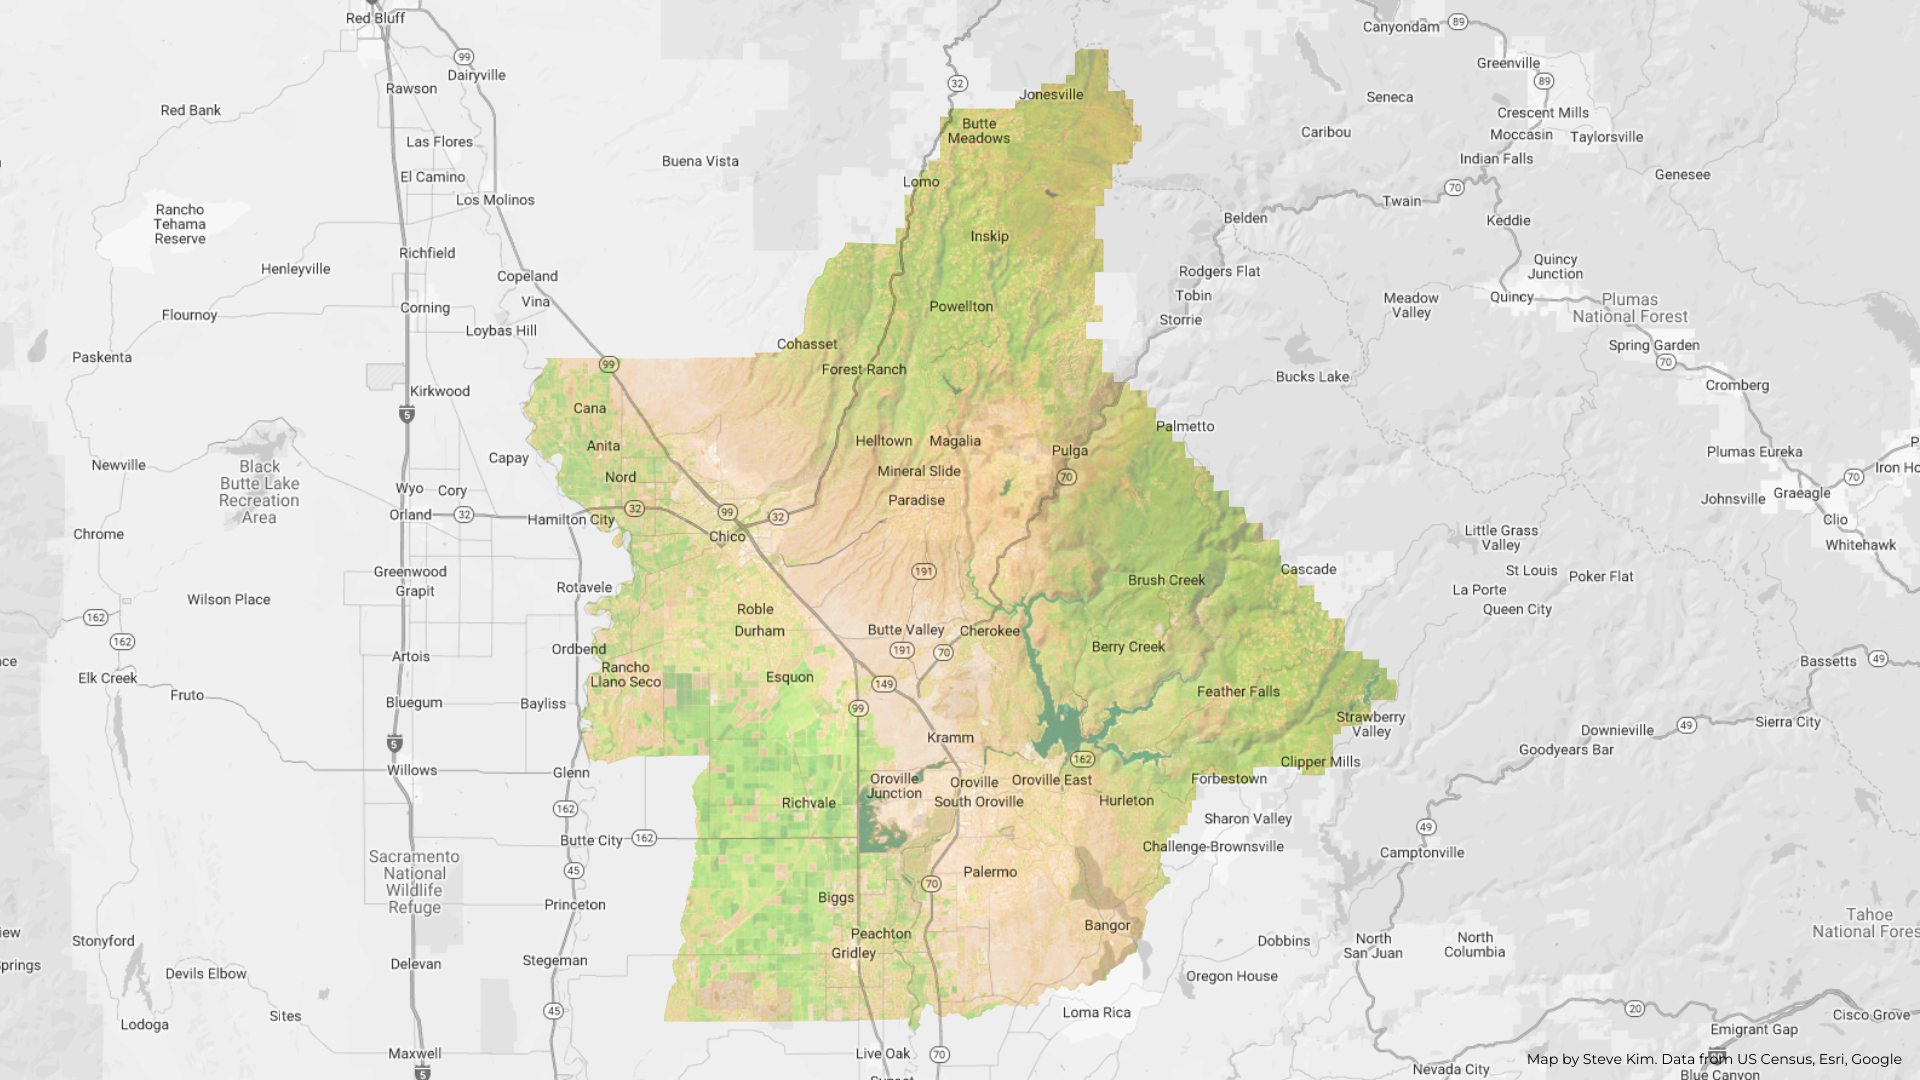 Red Bluff
99
Dairyville
Rawson
Red Bank
Las Flores
El Camino
Los Molinos
Rancho
Tehama
Reserve
Richfield
Henleyville
Copeland
Vina
Corning
Flournoy
Loybas Hill
Paskenta
Kirkwood
5
Newville
Black
Butte Lake
Recreation
Area
Capay
Wyo
Cory
Orland
32
Hamilton City
Chrome
Greenwood
Grapit
Rotavele
Wilson Place
162
162
Ordbend
Artois
Elk Creek
Fruto
Bluegum
Bayliss
5
Willows
Glenn
162
Butte City
162
Sacramento
National
Wildlife
Refuge
45
Princeton
Stonyford
Devils Elbow
Delevan
Stegeman
Sites
45
Lodoga
Maxwell
5
Buena Vista
32
Jonesville
Butte
Meadows
Lomo
Inskip
Powellton
Cohasset
Forest Ranch
99
Cana
Anita
Nord
32
99
32
Chico
Helltown
Magalia
Mineral Slide
Paradise
Pulga
70
191
Roble
Durham
Butte Valley
Cherokee
191
70
Rancho
Llano Seco
Esquon
149
99
Kramm
Brush Creek
Berry Creek
Feather Falls
Strawberry
Valley
162
Clipper Mills
Forbestown
Oroville
Junction
Oroville
Oroville East
South Oroville
Hurleton
Richvale
Palermo
70
Biggs
Bangor
Peachton
Gridley
Live Oak
70
Loma Rica
Sharon Valley
Challenge-Brownsville
Dobbins
Oregon House
Canyondam
89
Greenville
89
Seneca
Crescent Mills
Caribou
Moccasin
Taylorsville
Indian Falls
Genesee
70
Twain
Belden
Keddie
Rodgers Flat
Quincy
Junction
Tobin
Meadow
Valley
Quincy
Plumas
National Forest
Storrie
Spring Garden
70
Bucks Lake
Cromberg
Palmetto
Plumas Eureka
70
Iron Ho
Johnsville
Graeagle
Clio
Little Grass
Valley
Whitehawk
Cascade
St Louis
Poker Flat
La Porte
Queen City
Bassetts
49
Sierra City
Downieville
49
Goodyears Bar
49
Camptonville
Tahoe
National Fores
North
San Juan
North
Columbia
20
Cisco Grove
Emigrant Gap
Map by Steve Kim. Data from US Census, Esri, Google
Nevada City
Blue Canyon